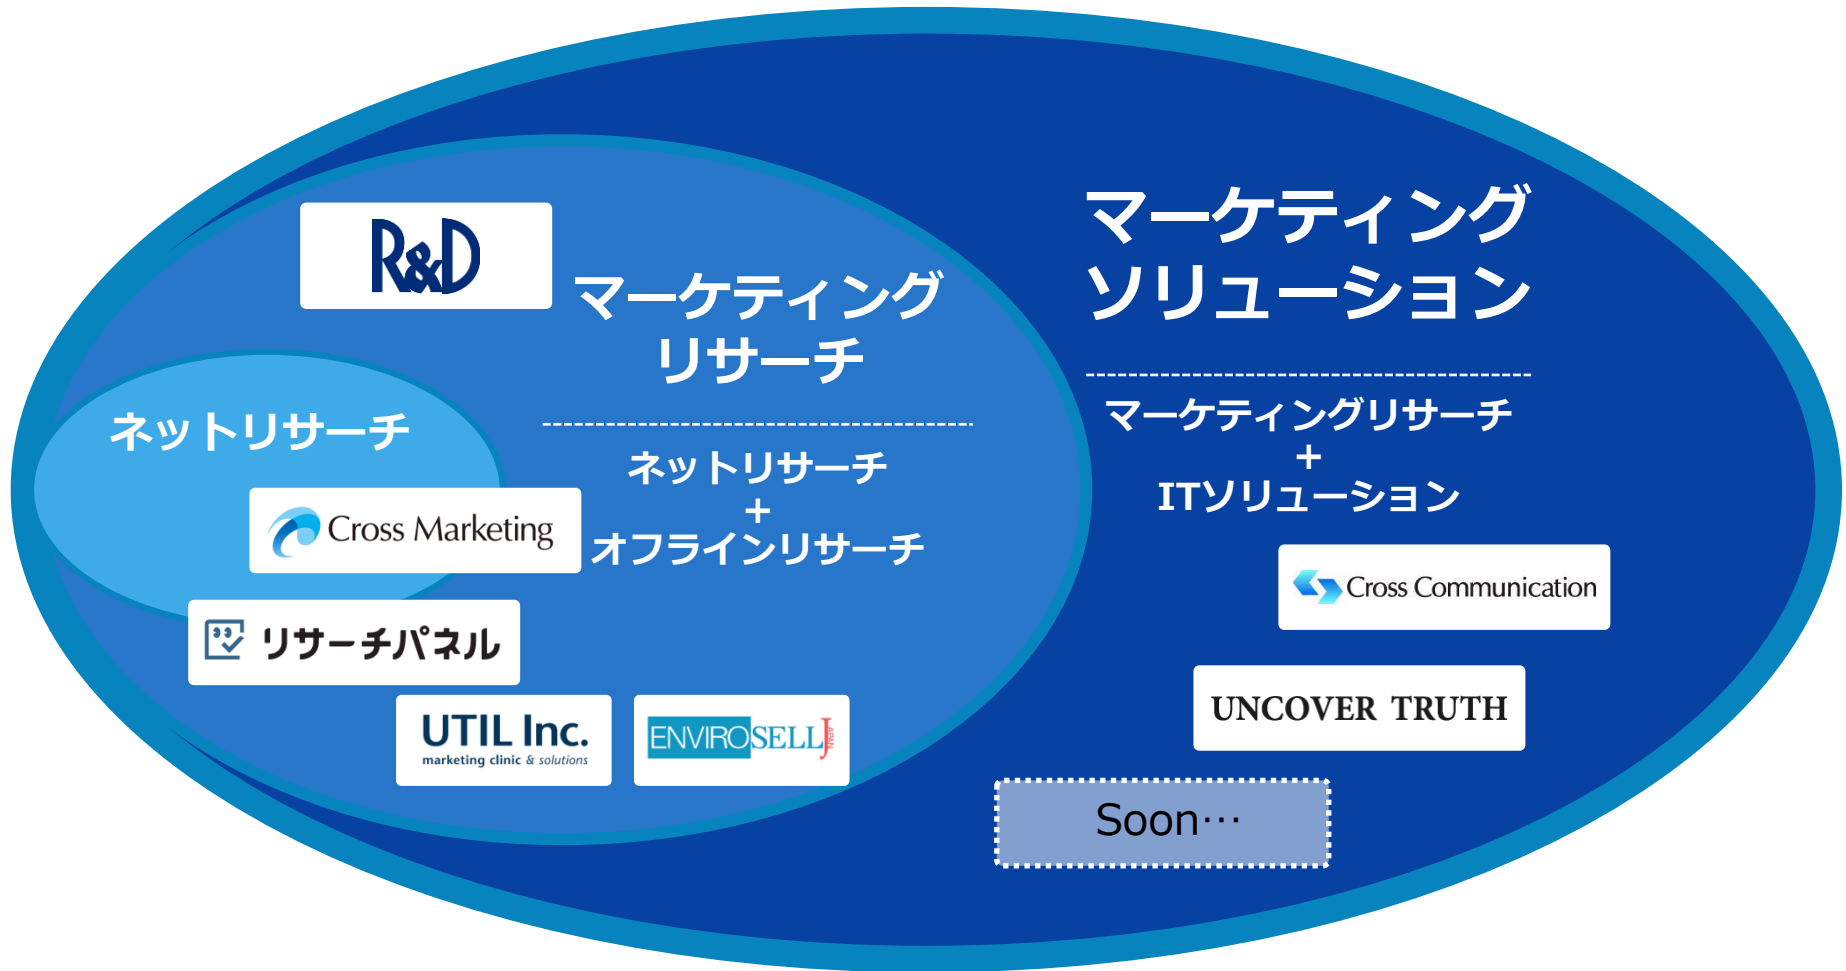 マーケティング
ソリューション
マーケティングリサーチ
+
ITソリューション
Cross Communication
UNCOVER TRUTH
Soon…
R&D
マーケティング
リサーチ
ネットリサーチ
+
オフラインリサーチ
ネットリサーチ
Cross Marketing
リサーチパネル
UTIL Inc.
marketing clinic & solutions
ENVIROSELL JAPAN